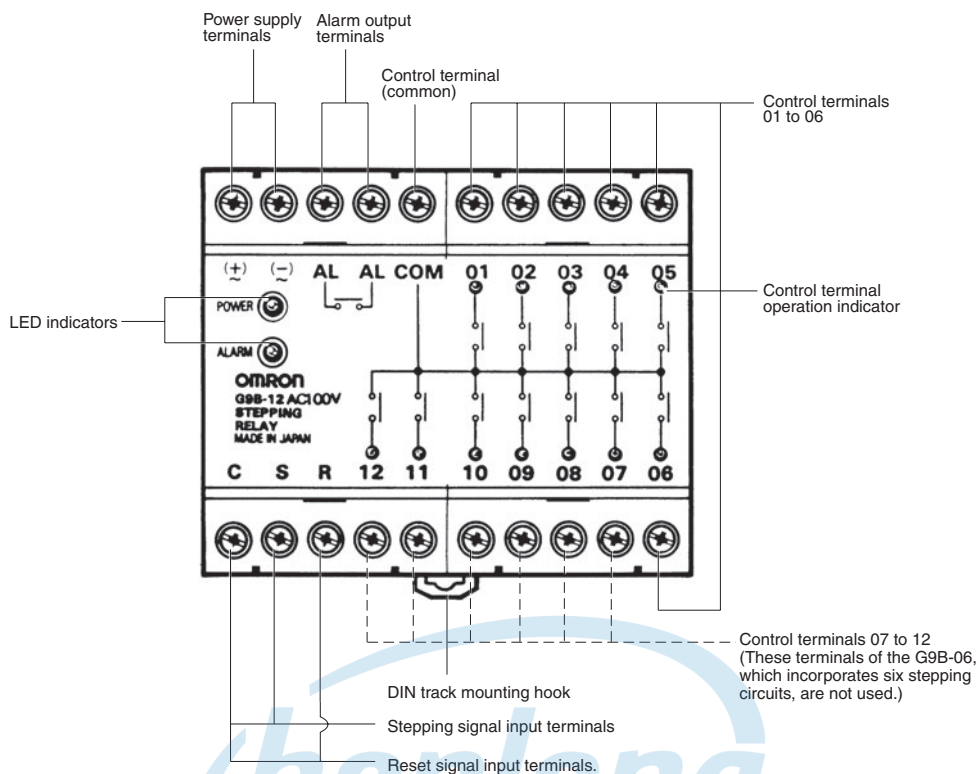 Power supply
terminals
Alarm output
terminals
Control terminal
(common)
Control terminals
01 to 06
(+) (-) AL AL COM 01 02 03 04 05
~ ~
POWER
LED indicators
ALARM
Control terminal
operation indicator
OMRON
G9B-12 AC100V
STEPPING
RELAY
MADE IN JAPAN
C S R 12 11 10 09 08 07 06
Control terminals 07 to 12
(These terminals of the G9B-06,
which incorporates six stepping
circuits, are not used.)
DIN track mounting hook
Stepping signal input terminals
Reset signal input terminals.